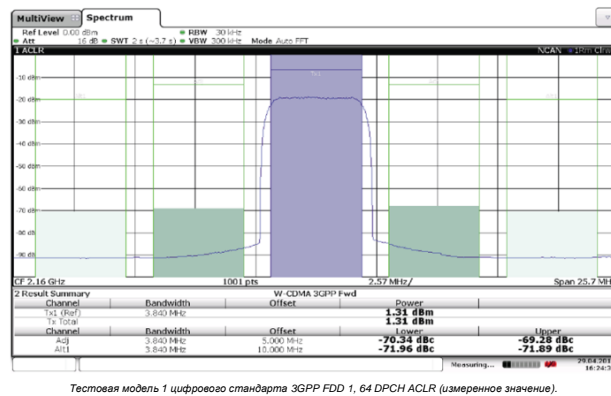 MultiView Spectrum
Ref Level 0.00 dBm RBW 30 kHz
Att 16 dB SWT 2 s (~3.7 s) VBW 300 kHz Mode Auto FFT
1 ACLR NCAN 1Rm
-10 dBm
-20 dBm
-30 dBm
-40 dBm
-50 dBm
-60 dBm
-70 dBm
-80 dBm
-90 dBm
CF 2.16 GHz 1001 pts 2.57 MHz/ Span 25.7 MH
2 Result Summary W-CDMA 3GPP Fwd
Channel Bandwidth Offset Power
Tx1 (Ref) 3.840 MHz 1.31 dBm
Tx Total 1.31 dBm
Channel Bandwidth Offset Lower Upper
Adj 3.840 MHz 5.000 MHz -70.34 dBc -69.28 dBc
Alt1 3.840 MHz 10.000 MHz -71.96 dBc -71.89 dBc
Measuring... 29.04.201
16:24:3
Тестовая модель 1 цифрового стандарта 3GPP FDD 1, 64 DPCH ACLR (измеренное значение).